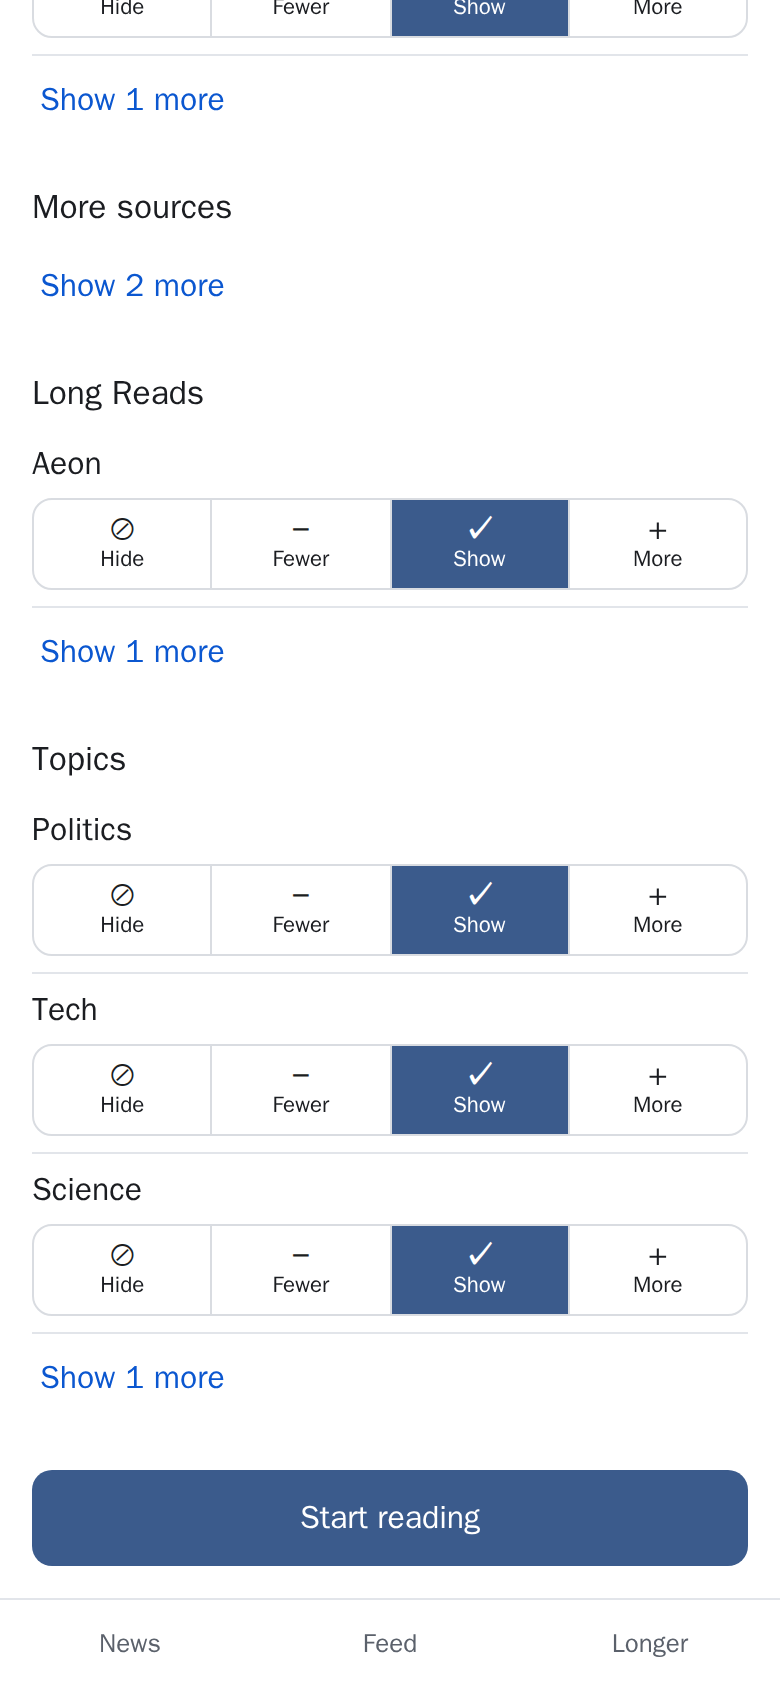 Hide Fewer Show More
Show 1 more
More sources
Show 2 more
Long Reads
Aeon
Hide Fewer Show More
Show 1 more
Topics
Politics
Hide Fewer Show More
Tech
Hide Fewer Show More
Science
Hide Fewer Show More
Show 1 more
Start reading
News Feed Longer